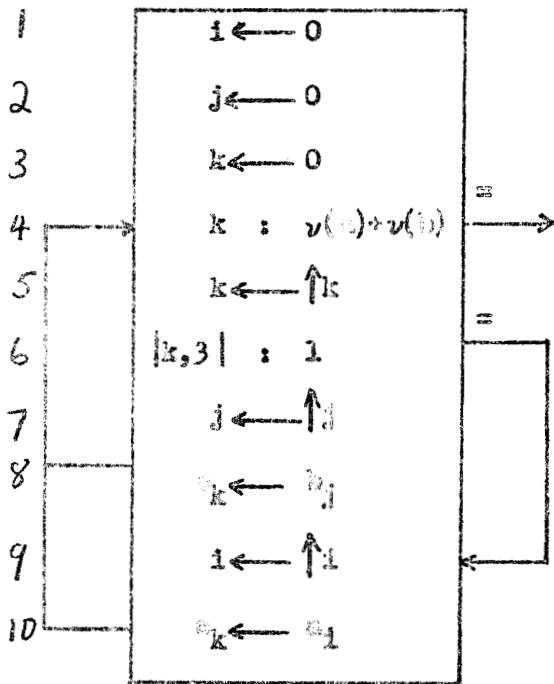 1 i ← 0
2 j ← 0
3 k ← 0
4 k : ν(a)+ν(b) =
5 k ← ↑k
6 |k,3| : 1 =
7 j ← ↑j
8 k ← b j
9 i ← ↑i
10 k ← a i